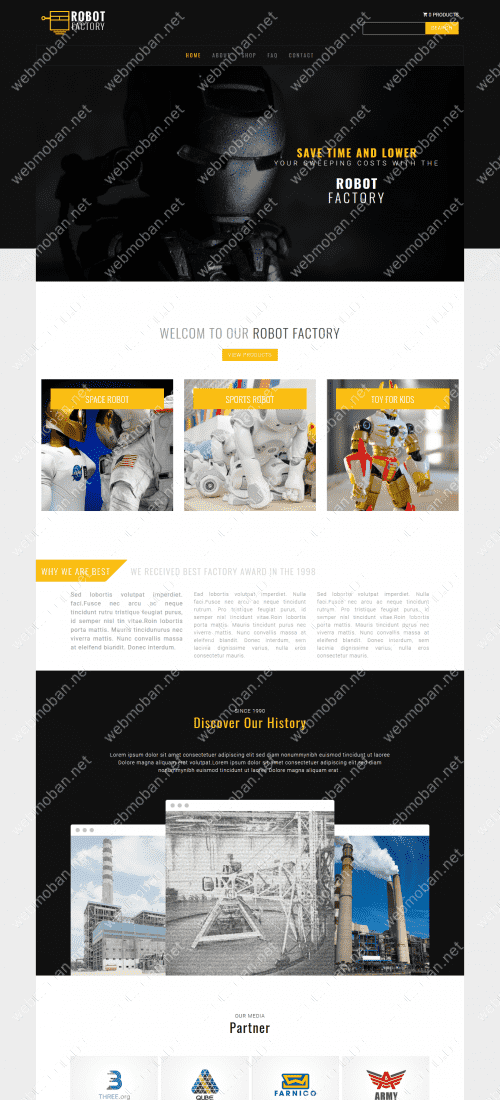 ROBOT
FACTORY
0 PRODUCTS
SEARCH
HOME ABOUT SHOP FAQ CONTACT
SAVE TIME AND LOWER
YOUR SWEEPING COSTS WITH THE
ROBOT
FACTORY
WELCOM TO OUR ROBOT FACTORY
VIEW PRODUCTS
SPACE ROBOT
SPORTS ROBOT
TOY FOR KIDS
WHY WE ARE BEST
WE RECEIVED BEST FACTORY AWARD IN THE 1998
Sed lobortis volutpat imperdiet.
faci.Fusce nec arcu ac neque
tincidunt rutru tristique feugiat purus,
id semper nisl tin vitae.Roin lobortis
porta mattis. Mauris tincidunurus nec
viverra mattis. Nunc convallis massa
at eleifend blandit. Donec interdum,
Sed lobortis volutpat imperdiet. Nulla
faci.Fusce nec arcu ac neque tincidunt
rutrum. Pro tristique feugiat purus, id
semper nisl tincidunt vitae.Roin lobortis
porta mattis. Mauris tincidunt purus nec
viverra mattis. Nunc convallis massa at
eleifend blandit. Donec interdum, sem
lacinia dignissime varius, nulla eros
consectetur mauris.
Sed lobortis volutpat imperdiet. Nulla
faci.Fusce nec arcu ac neque tincidunt
rutrum. Pro tristique feugiat purus, id
semper nisl tincidunt vitae.Roin lobortis
porta mattis. Mauris tincidunt purus nec
viverra mattis. Nunc convallis massa at
eleifend blandit. Donec interdum, sem
lacinia dignissime varius, nulla eros
consectetur mauris.
SINCE 1990
Discover Our History
Lorem ipsum dolor sit amet consectetuer adipiscing elit sed diam nonummynibh euismod tincidunt ut laoree
Dolore magna aliquam erat volutpat.Lorem ipsum dolor sit amet consectetuer adipiscing elit sed diam
nonummynibh euismod tincidunt ut laoree Dolore magna aliquam erat
OUR MEDIA
Partner
THREE.org
QUBE
FARNICO
ARMY
webmoban.net